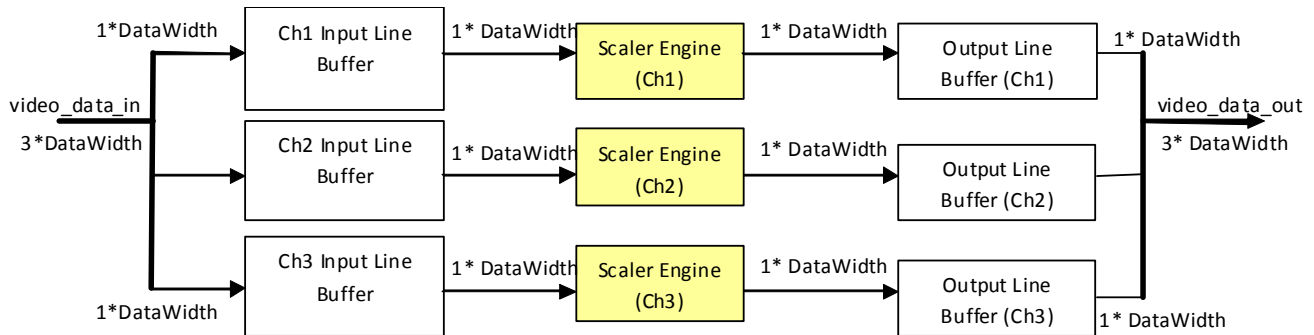 1*DataWidth
Ch1 Input Line
Buffer
1* DataWidth
Scaler Engine
(Ch1)
1* DataWidth
Output Line
Buffer (Ch1)
1* DataWidth
video_data_in
3*DataWidth
Ch2 Input Line
Buffer
1* DataWidth
Scaler Engine
(Ch2)
1* DataWidth
Output Line
Buffer (Ch2)
video_data_out
3* DataWidth
1*DataWidth
Ch3 Input Line
Buffer
1* DataWidth
Scaler Engine
(Ch3)
1* DataWidth
Output Line
Buffer (Ch3)
1* DataWidth